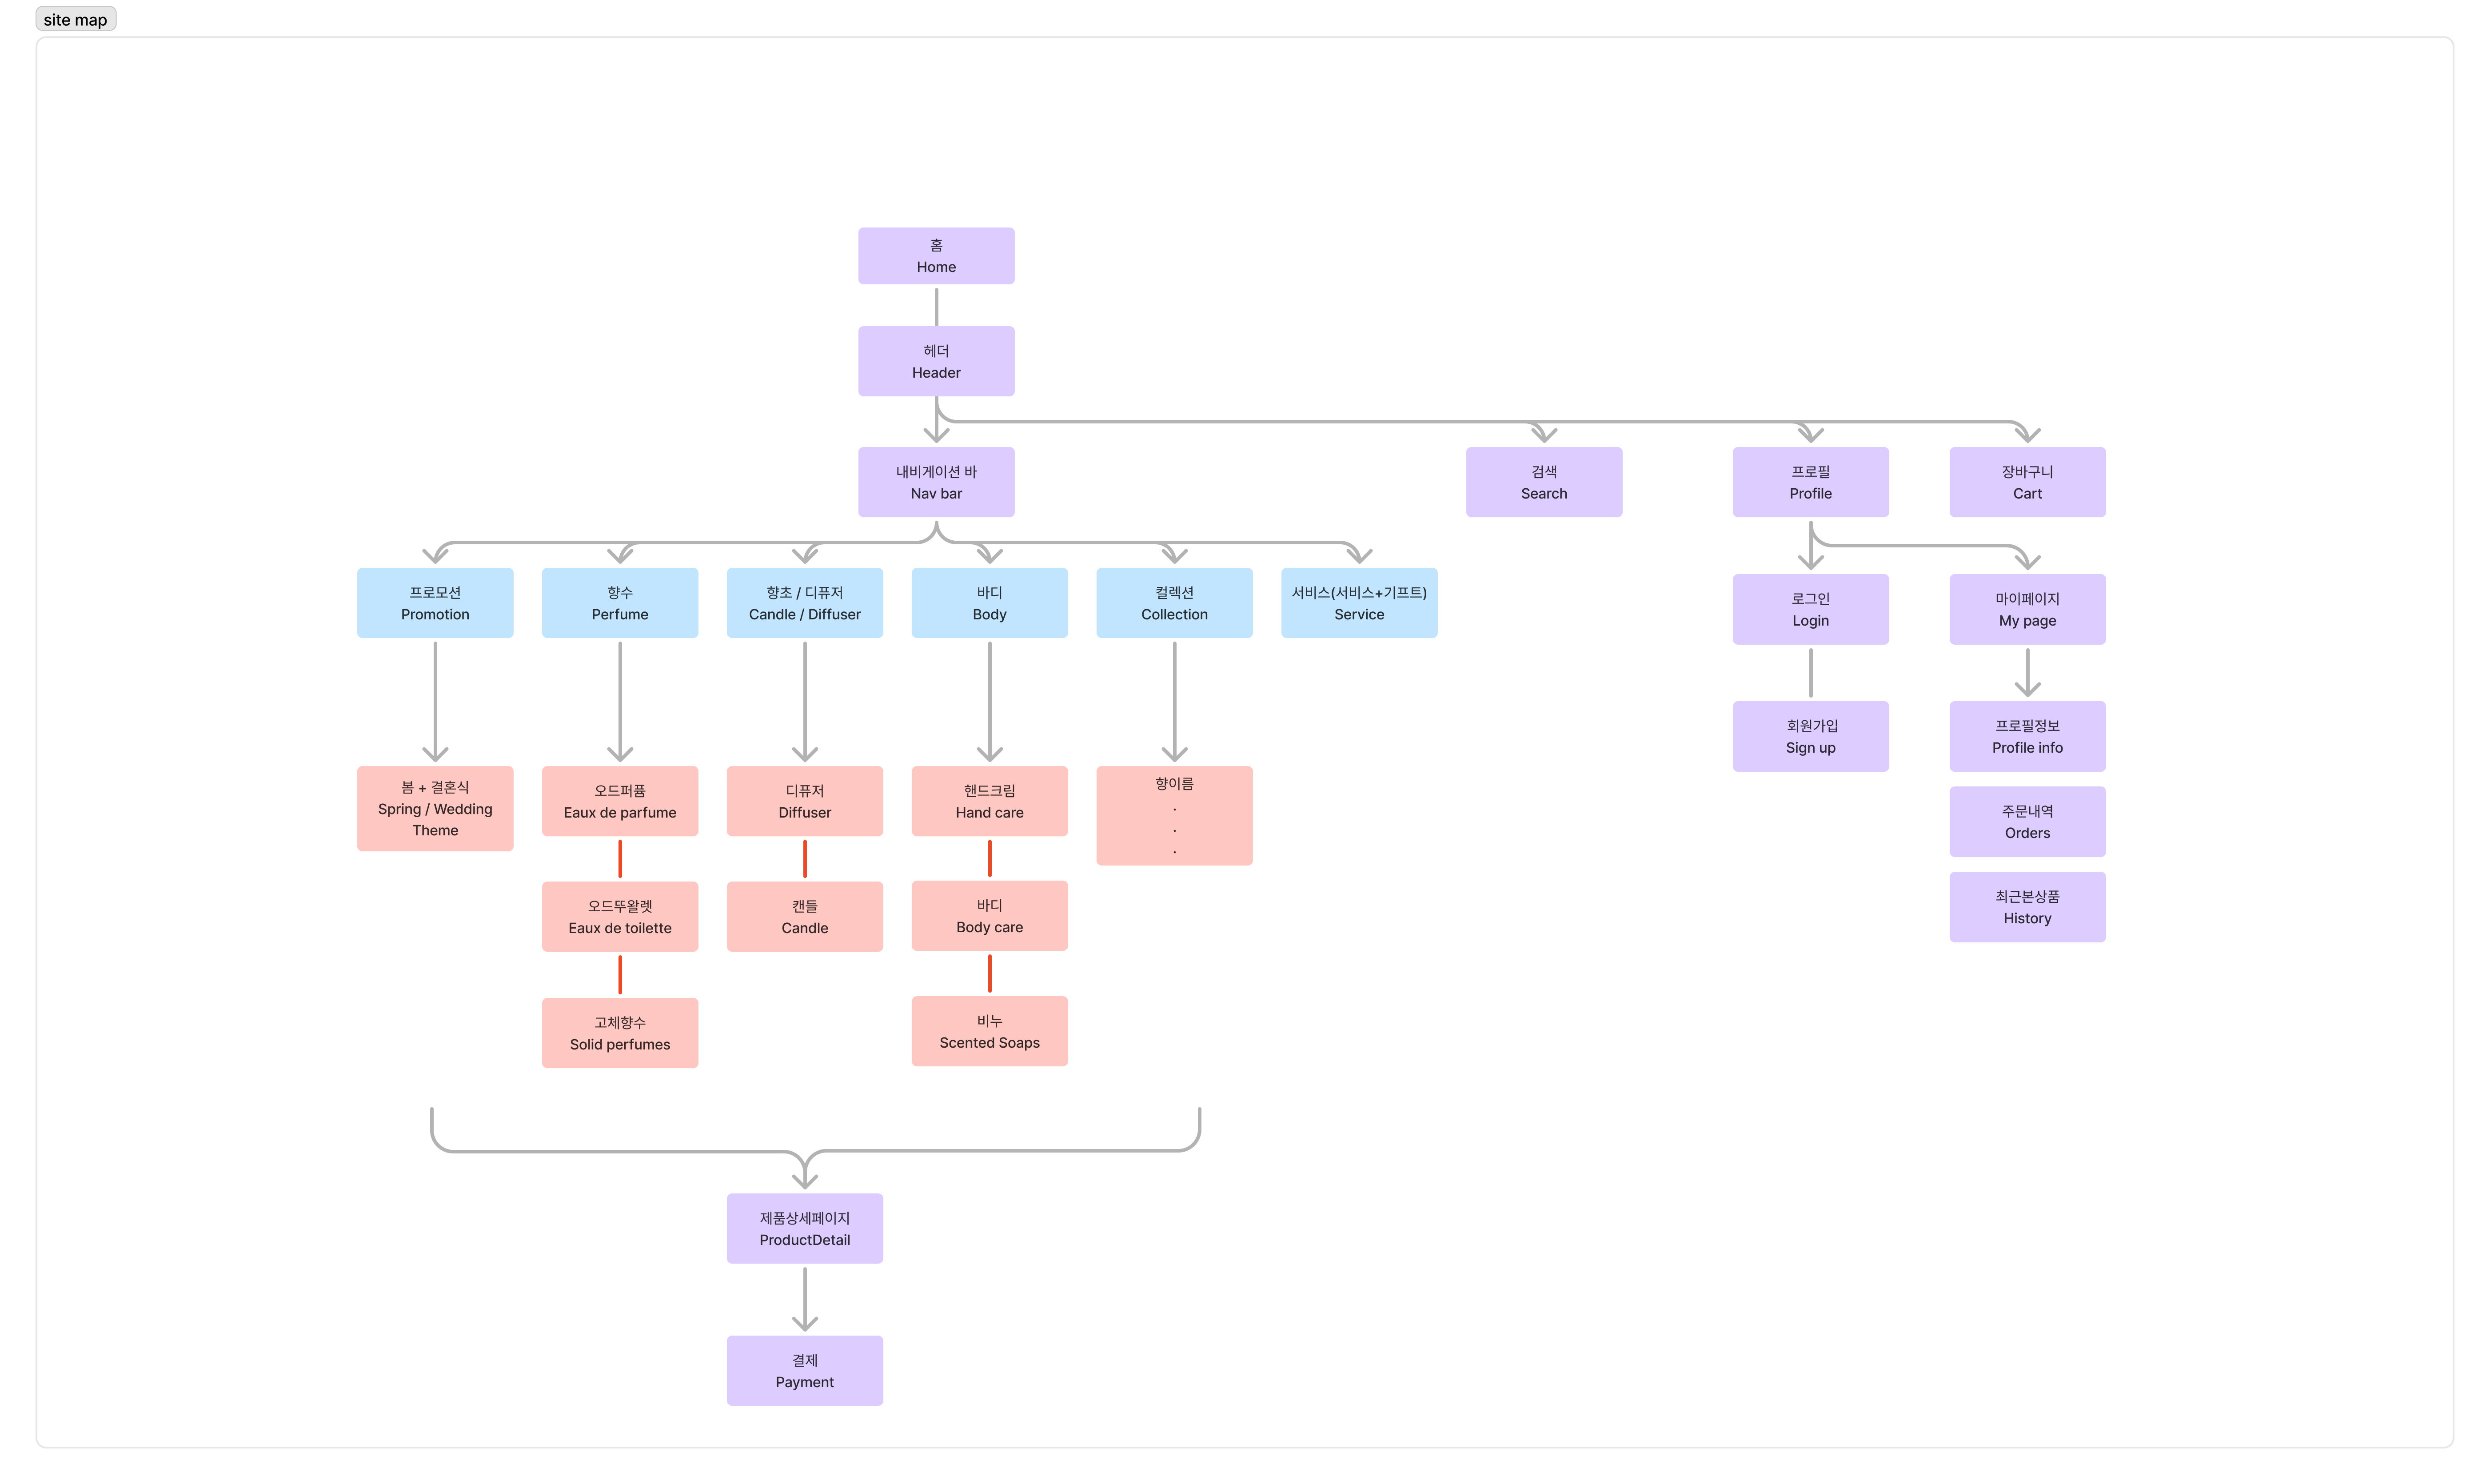 site map
홈
Home
헤더
Header
내비게이션 바
Nav bar
검색
Search
프로필
Profile
장바구니
Cart
프로모션
Promotion
향수
Perfume
향초 / 디퓨저
Candle / Diffuser
바디
Body
컬렉션
Collection
서비스(서비스+기프트)
Service
로그인
Login
마이페이지
My page
회원가입
Sign up
프로필정보
Profile info
주문내역
Orders
최근본상품
History
봄 + 결혼식
Spring / Wedding
Theme
오드퍼퓸
Eaux de parfume
디퓨저
Diffuser
핸드크림
Hand care
향이름
.
.
.
오드뚜왈렛
Eaux de toilette
캔들
Candle
바디
Body care
고체향수
Solid perfumes
비누
Scented Soaps
제품상세페이지
ProductDetail
결제
Payment